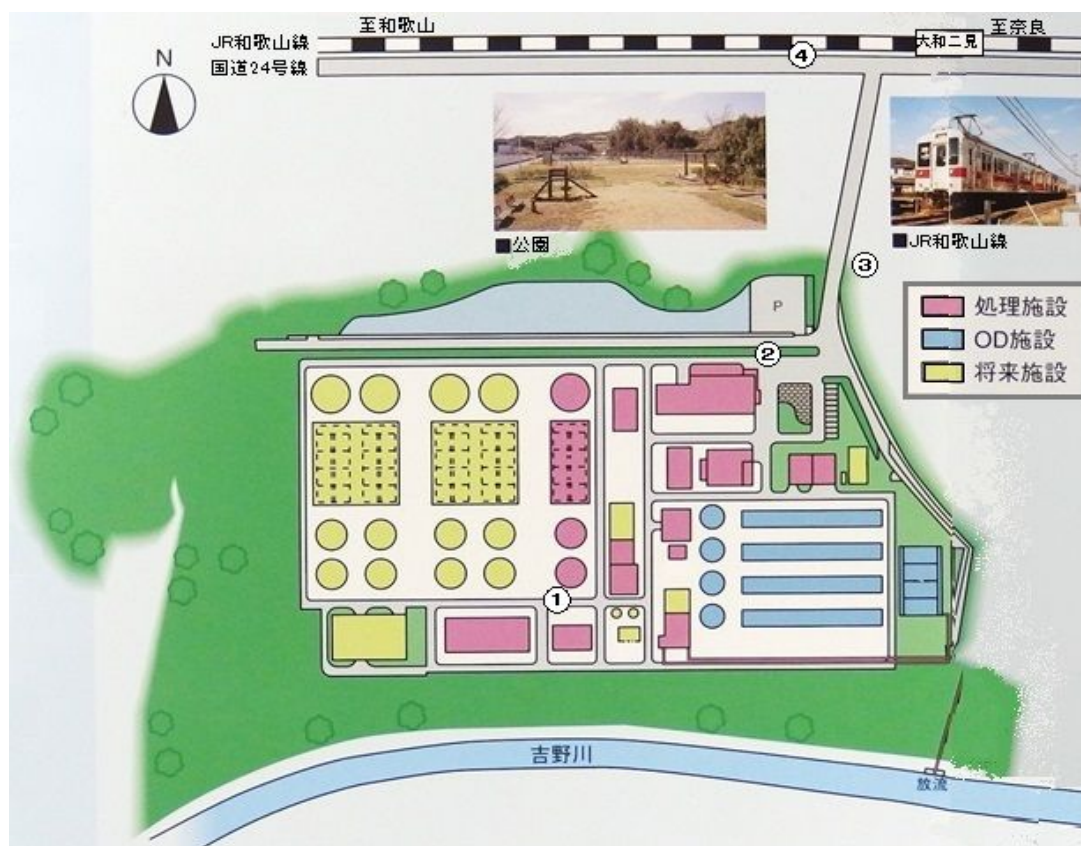 至和歌山
至奈良
JR和歌山線
大和二見
④
国道24号線
N
■公園
■JR和歌山線
③
処理施設
P
OD施設
②
将来施設
①
吉野川
放流